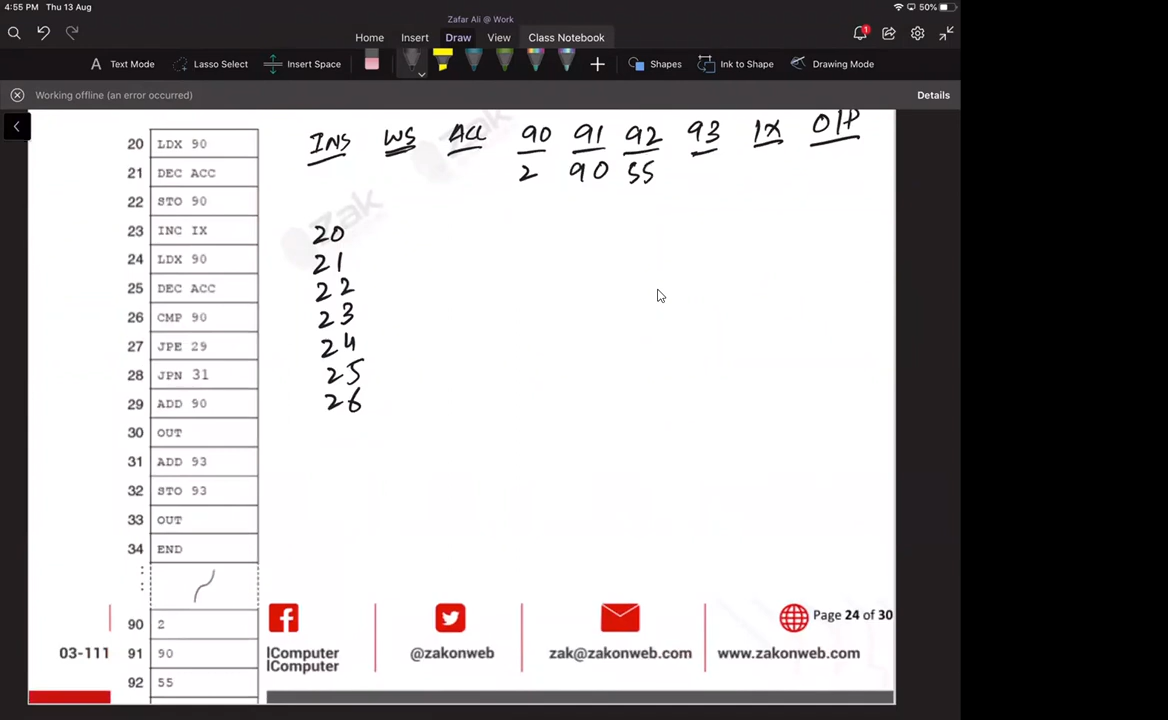 4:55 PM Thu 13 Aug
50%
Zafar Ali @ Work
Home Insert Draw View Class Notebook
1
A Text Mode Lasso Select Insert Space Shapes Ink to Shape Drawing Mode
Working offline (an error occurred) Details
INS WS ACC 90 91 92 93 IX O/P
2 90 55
20 LDX 90
21 DEC ACC
22 STO 90
23 INC IX
24 LDX 90
25 DEC ACC
26 CMP 90
27 JPE 29
28 JPN 31
29 ADD 90
30 OUT
31 ADD 93
32 STO 93
33 OUT
34 END
90 2
91 90
92 55
Zak
Zak
20
21
22
23
24
25
26
03-111
IComputer
IComputer
@zakonweb
zak@zakonweb.com
www.zakonweb.com
Page 24 of 30